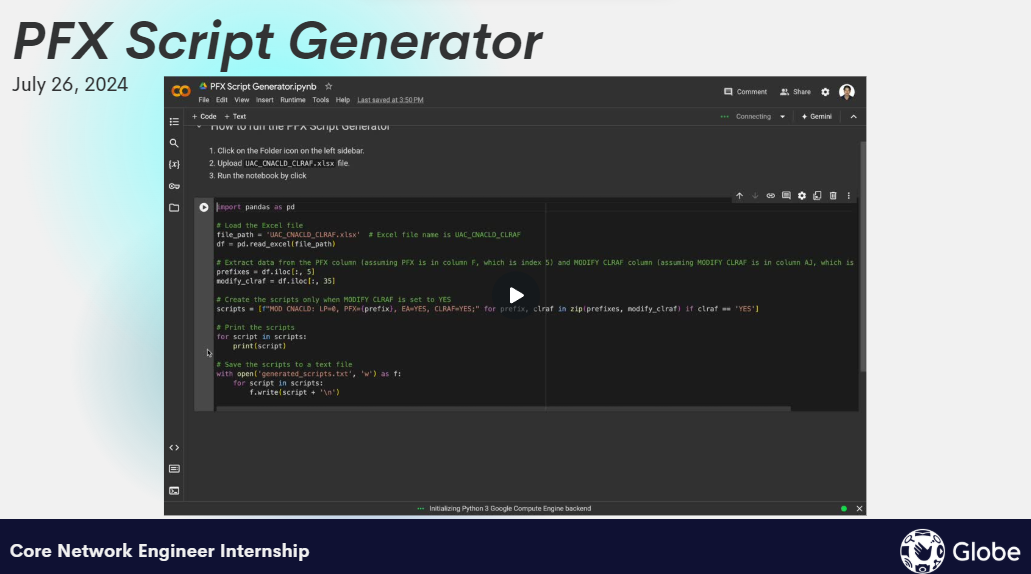 PFX Script Generator
July 26, 2024
PFX Script Generator.ipynb
File Edit View Insert Runtime Tools Help Last saved at 3:50 PM
Comment Share
+ Code + Text
Connecting Gemini
How to run the PFX Script Generator
1. Click on the Folder icon on the left sidebar.
2. Upload UAC_CNACLD_CLRAF.xlsx file.
3. Run the notebook by click
import pandas as pd
# Load the Excel file
file_path = 'UAC_CNACLD_CLRAF.xlsx'  # Excel file name is UAC_CNACLD_CLRAF
df = pd.read_excel(file_path)
# Extract data from the PFX column (assuming PFX is in column F, which is index 5) and MODIFY CLRAF column (assuming MODIFY CLRAF is in column AJ, which is
prefixes = df.iloc[:, 5]
modify_clraf = df.iloc[:, 35]
# Create the scripts only when MODIFY CLRAF is set to YES
scripts = [f"MOD CNACLD: LP=0, PFX={prefix}, EA=YES, CLRAF=YES;" for prefix, clraf in zip(prefixes, modify_clraf) if clraf == 'YES']
# Print the scripts
for script in scripts:
print(script)
# Save the scripts to a text file
with open('generated_scripts.txt', 'w') as f:
for script in scripts:
f.write(script + '\n')
Initializing Python 3 Google Compute Engine backend
Core Network Engineer Internship
Globe